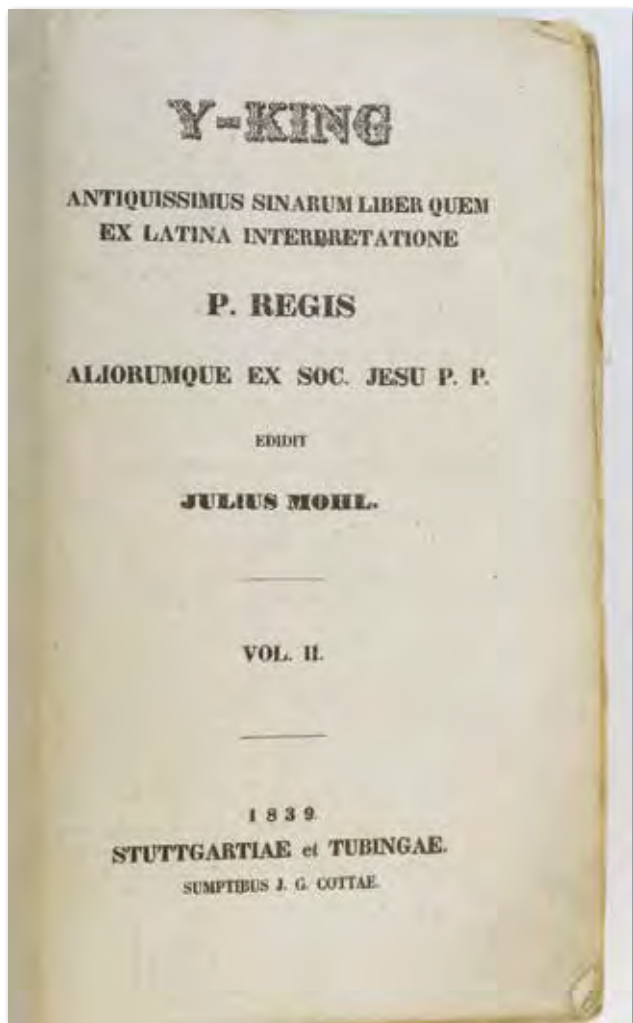 Y-KING
ANTIQUISSIMUS SINARUM LIBER QUEM
EX LATINA INTERPRETATIONE
P. REGIS
ALIORUMQUE EX SOC. JESU P. P.
EDIDIT
JULIUS MOHL.
VOL. II.
1839.
STUTTGARTIAE et TUBINGAE.
SUMPTIBUS J. G. COTTAE.